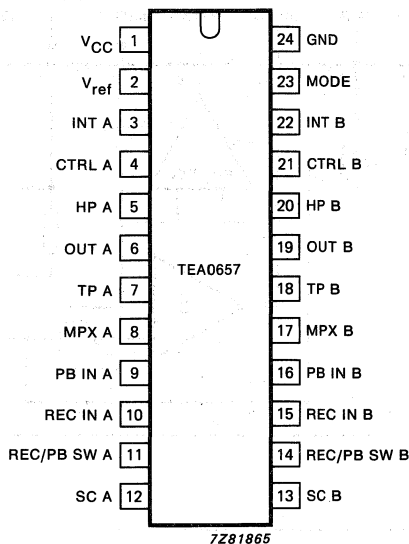 VCC 1 24 GND
Vref 2 23 MODE
INT A 3 22 INT B
CTRL A 4 21 CTRL B
HP A 5 20 HP B
OUT A 6 19 OUT B
TEA0657
TP A 7 18 TP B
MPX A 8 17 MPX B
PB IN A 9 16 PB IN B
REC IN A 10 15 REC IN B
REC/PB SW A 11 14 REC/PB SW B
SC A 12 13 SC B
7Z81865